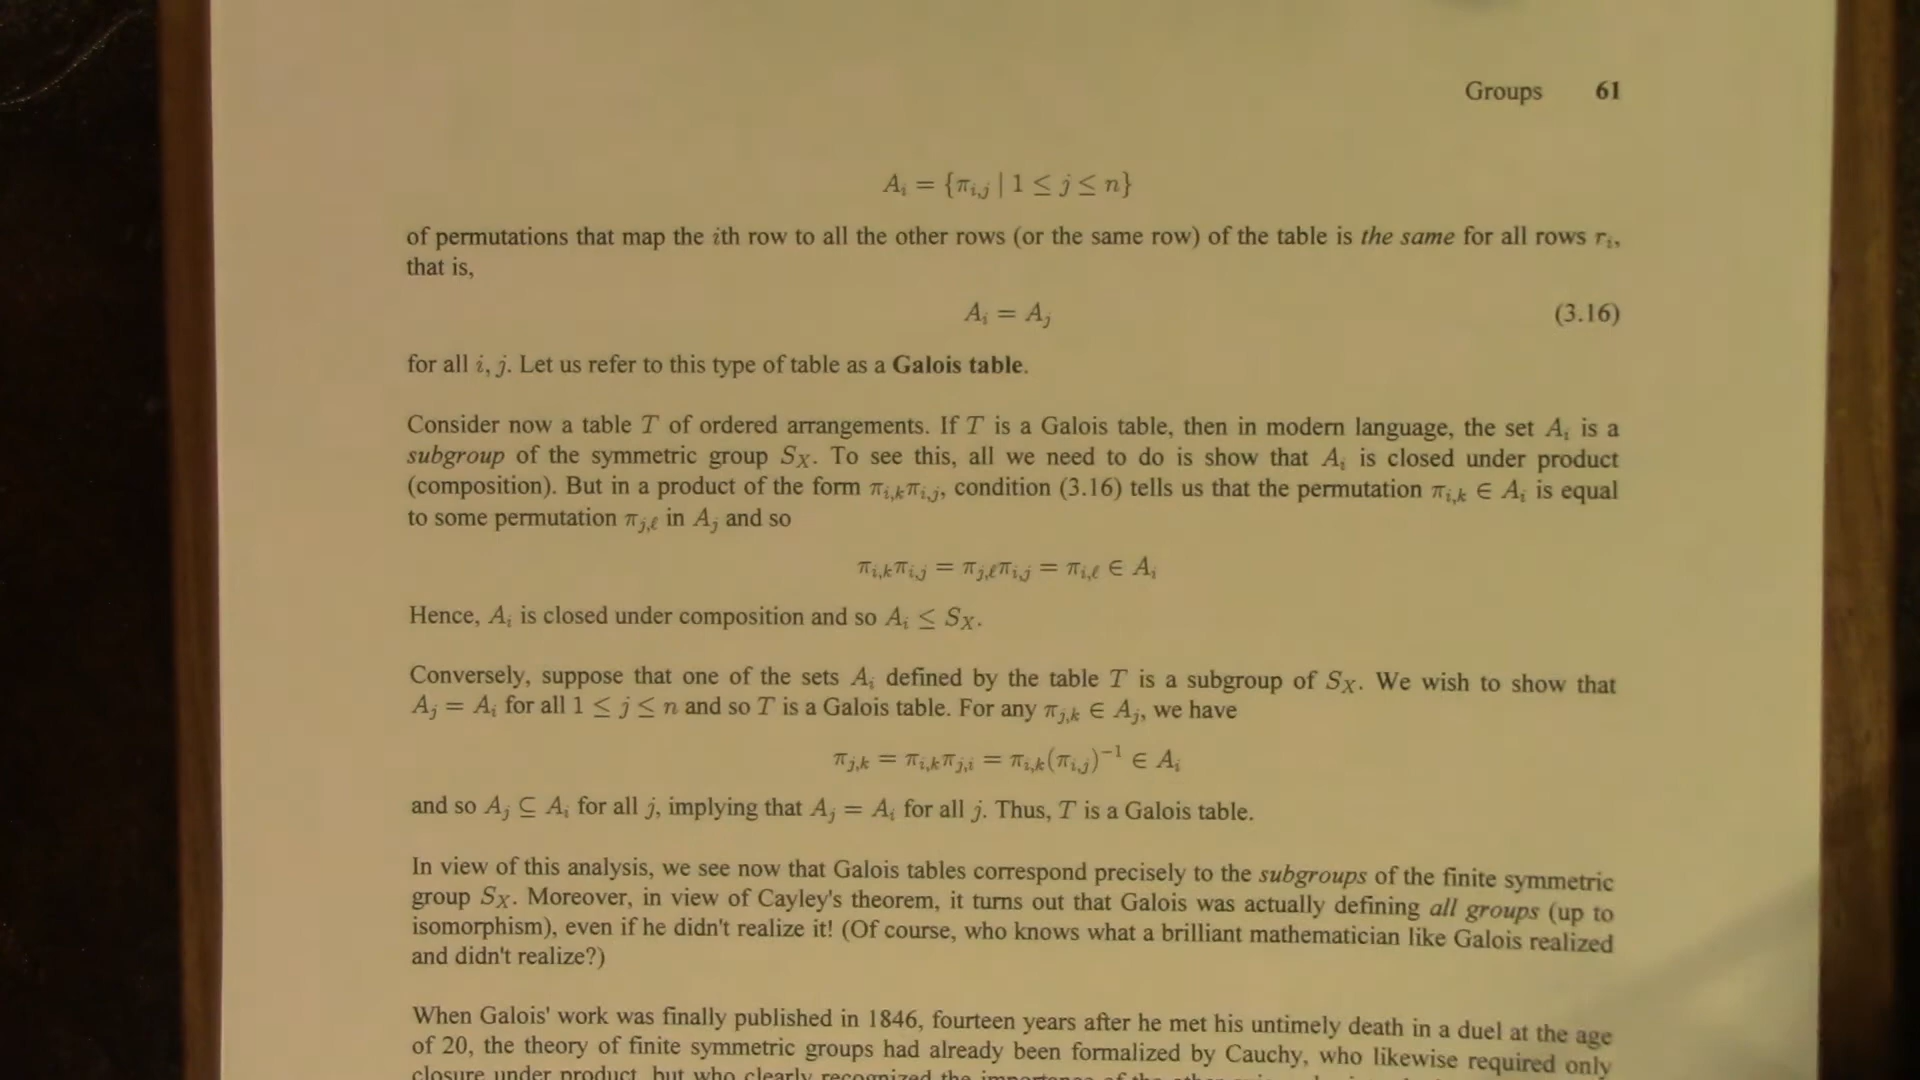 Groups 61
A_i = {π_{i,j} | 1 ≤ j ≤ n}
of permutations that map the ith row to all the other rows (or the same row) of the table is the same for all rows r_i,
that is,
A_i = A_j (3.16)
for all i, j. Let us refer to this type of table as a Galois table.
Consider now a table T of ordered arrangements. If T is a Galois table, then in modern language, the set A_i is a
subgroup of the symmetric group S_X. To see this, all we need to do is show that A_i is closed under product
(composition). But in a product of the form π_{i,k}π_{i,j}, condition (3.16) tells us that the permutation π_{i,k} ∈ A_i is equal
to some permutation π_{j,ℓ} in A_j and so
π_{i,k}π_{i,j} = π_{j,ℓ}π_{i,j} = π_{i,ℓ} ∈ A_i
Hence, A_i is closed under composition and so A_i ≤ S_X.
Conversely, suppose that one of the sets A_i defined by the table T is a subgroup of S_X. We wish to show that
A_j = A_i for all 1 ≤ j ≤ n and so T is a Galois table. For any π_{j,k} ∈ A_j, we have
π_{j,k} = π_{i,k}π_{j,i} = π_{i,k}(π_{i,j})^{-1} ∈ A_i
and so A_j ⊆ A_i for all j, implying that A_j = A_i for all j. Thus, T is a Galois table.
In view of this analysis, we see now that Galois tables correspond precisely to the subgroups of the finite symmetric
group S_X. Moreover, in view of Cayley's theorem, it turns out that Galois was actually defining all groups (up to
isomorphism), even if he didn't realize it! (Of course, who knows what a brilliant mathematician like Galois realized
and didn't realize?)
When Galois' work was finally published in 1846, fourteen years after he met his untimely death in a duel at the age
of 20, the theory of finite symmetric groups had already been formalized by Cauchy, who likewise required only
closure under product, but who clearly recognized the importance of the other